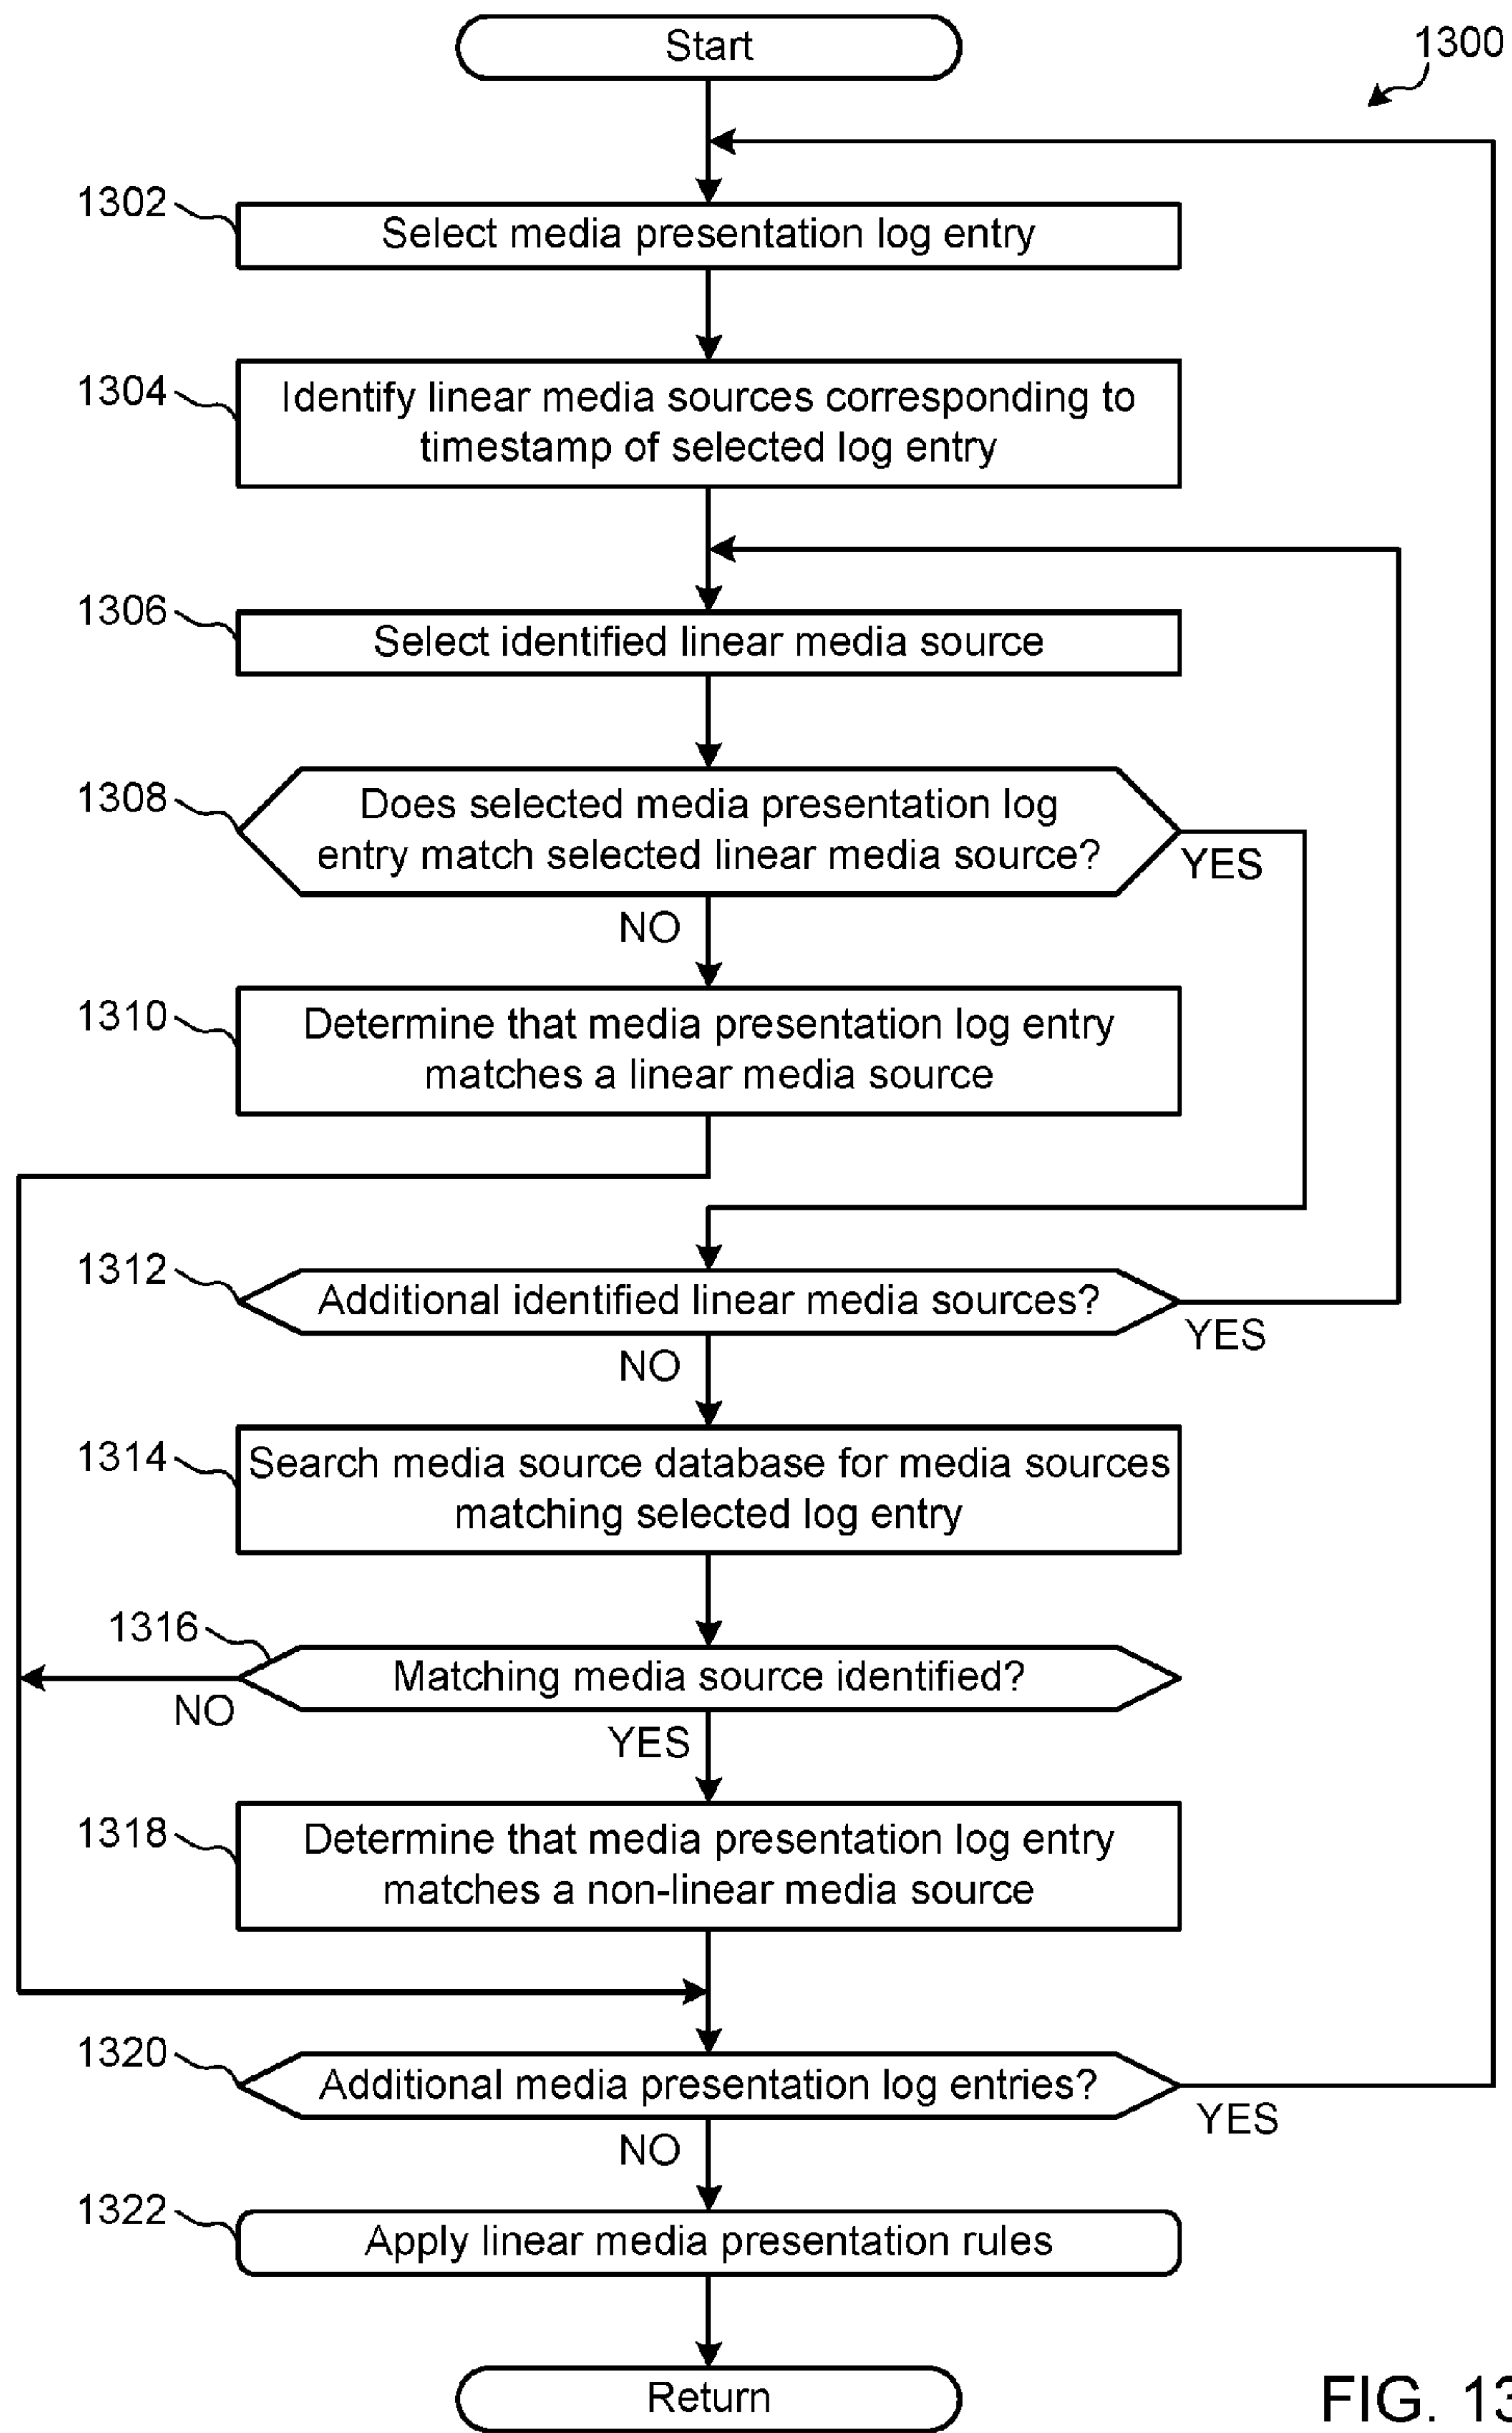 Start
1300
1302
Select media presentation log entry
1304
Identify linear media sources corresponding to
timestamp of selected log entry
1306
Select identified linear media source
1308
Does selected media presentation log
entry match selected linear media source?
YES
NO
1310
Determine that media presentation log entry
matches a linear media source
1312
Additional identified linear media sources?
YES
NO
1314
Search media source database for media sources
matching selected log entry
1316
Matching media source identified?
NO
YES
1318
Determine that media presentation log entry
matches a non-linear media source
1320
Additional media presentation log entries?
YES
NO
1322
Apply linear media presentation rules
Return
FIG. 13